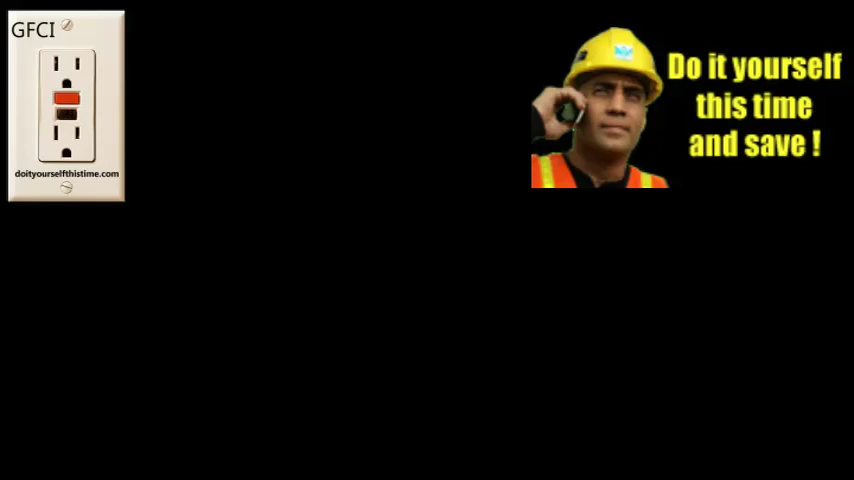 GFCI
doityourselfthistime.com
Do it yourself
this time
and save !